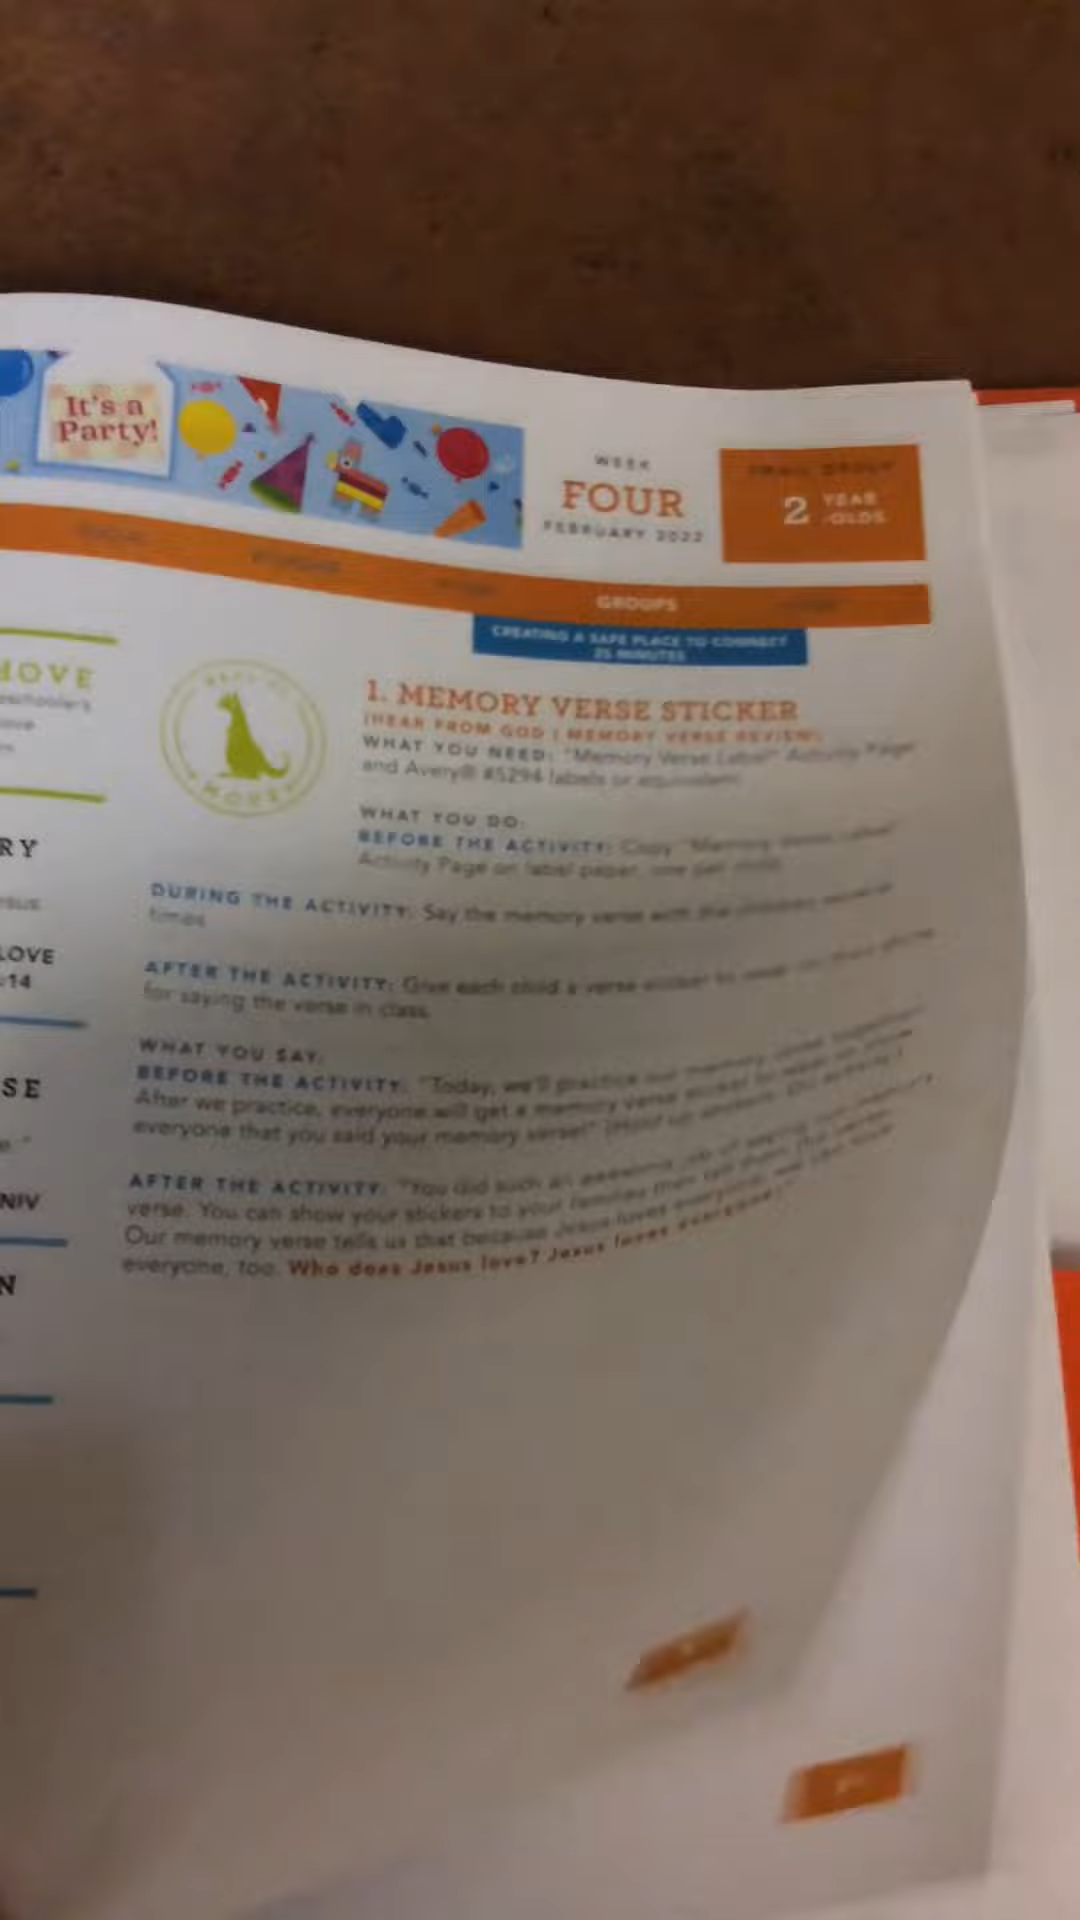 It's a
Party!
WEEK
FOUR
FEBRUARY 2022
SMALL GROUP
2 YEAR
-OLDS
GROUPS
CREATING A SAFE PLACE TO CONNECT
25 MINUTES
MOVE
preschooler's
RY
LOVE
:14
SE
NIV
N
1. MEMORY VERSE STICKER
[HEAR FROM GOD | MEMORY VERSE REVIEW]
WHAT YOU NEED: "Memory Verse Label" Activity Page
and Avery® #5294 labels or equivalent
WHAT YOU DO:
BEFORE THE ACTIVITY: Copy "Memory Verse Label"
Activity Page on label paper, one per child.
DURING THE ACTIVITY: Say the memory verse with the children several
times.
AFTER THE ACTIVITY: Give each child a verse sticker to wear on their
for saying the verse in class.
WHAT YOU SAY:
BEFORE THE ACTIVITY: "Today, we'll practice our memory verse together!
After we practice, everyone will get a memory verse sticker to wear
everyone that you said your memory verse!"
AFTER THE ACTIVITY: "You did such an awesome job of saying
verse. You can show your stickers to your families
Our memory verse tells us that because Jesus loves everyone, we can love
everyone, too. Who does Jesus love? Jesus loves everyone!"